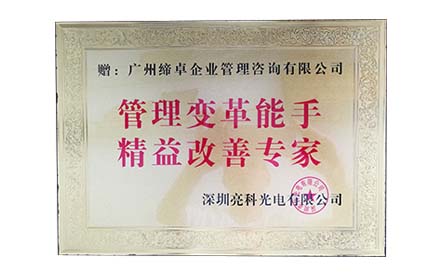 赠：广州缔卓企业管理咨询有限公司
管理变革能手
精益改善专家
深圳亮科光电有限公司